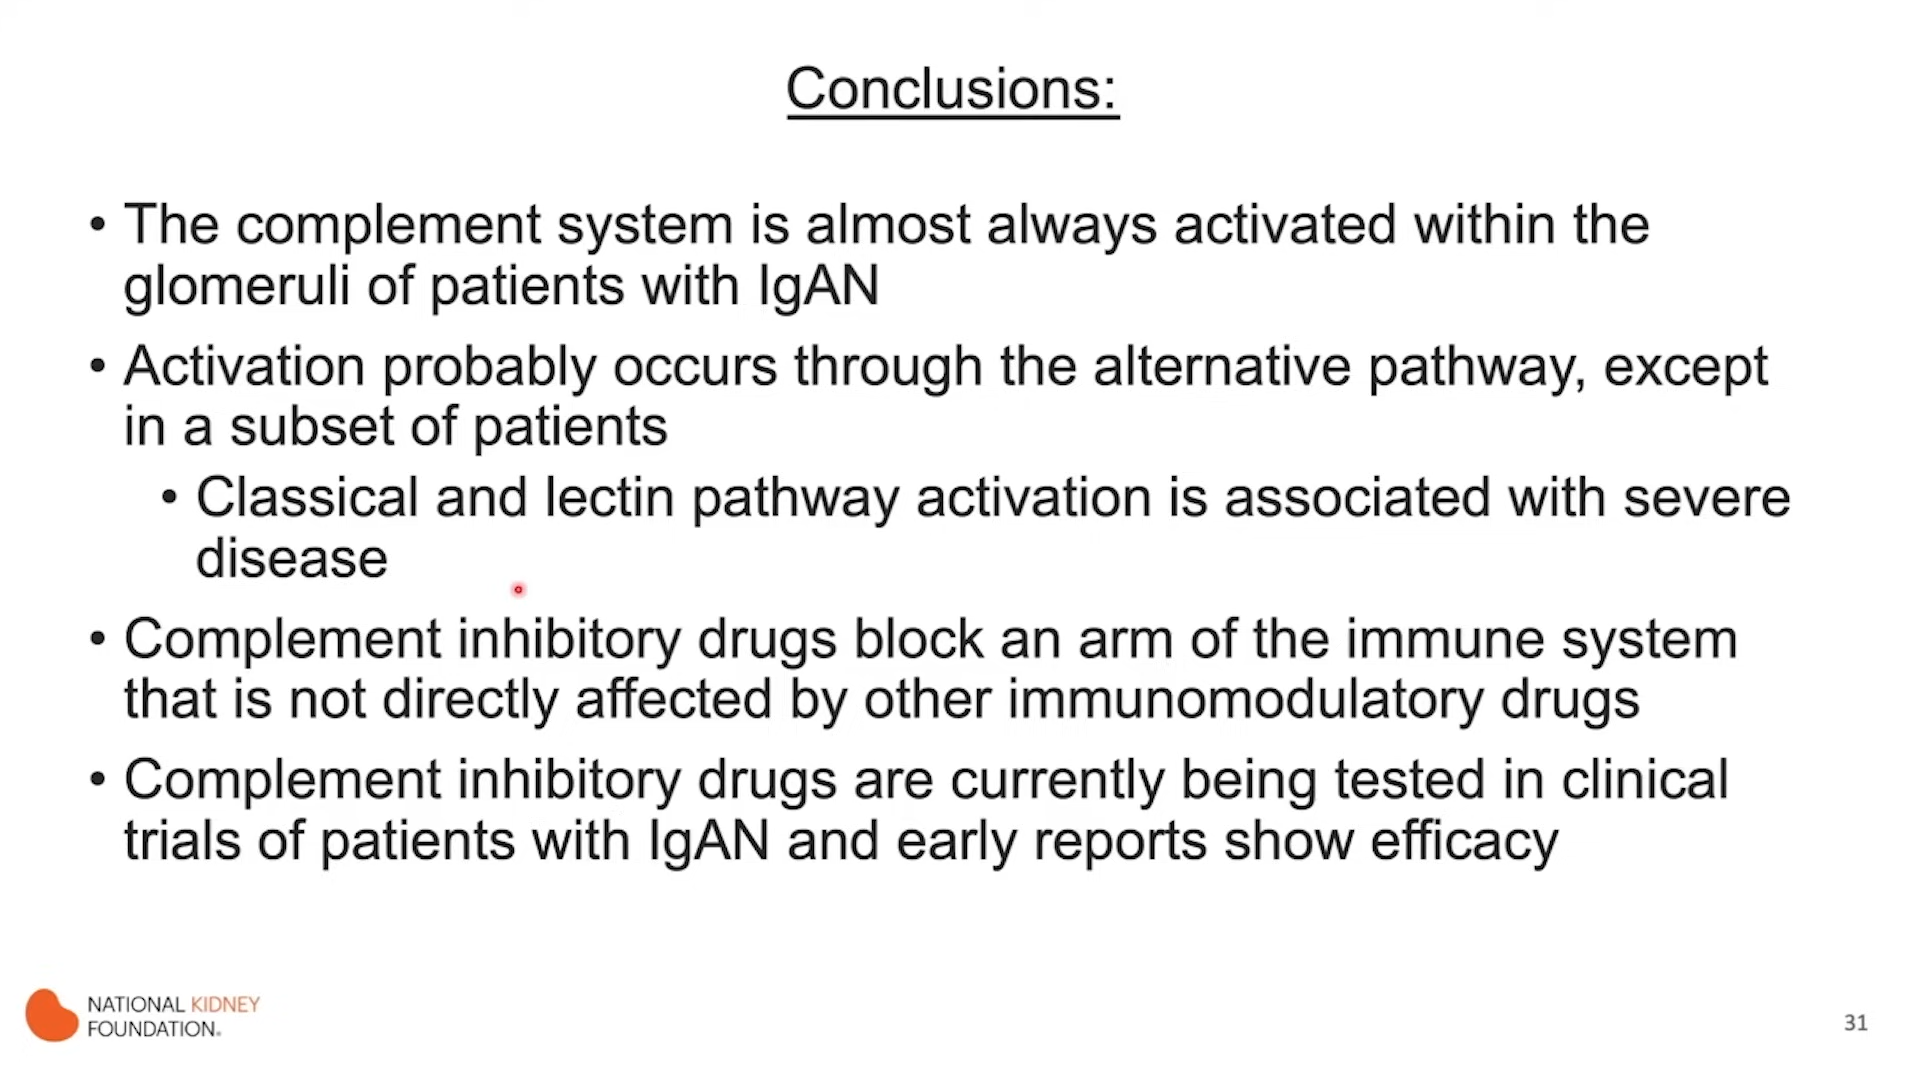 Conclusions:
• The complement system is almost always activated within the
glomeruli of patients with IgAN
• Activation probably occurs through the alternative pathway, except
in a subset of patients
• Classical and lectin pathway activation is associated with severe
disease
• Complement inhibitory drugs block an arm of the immune system
that is not directly affected by other immunomodulatory drugs
• Complement inhibitory drugs are currently being tested in clinical
trials of patients with IgAN and early reports show efficacy
NATIONAL KIDNEY
FOUNDATION®
31